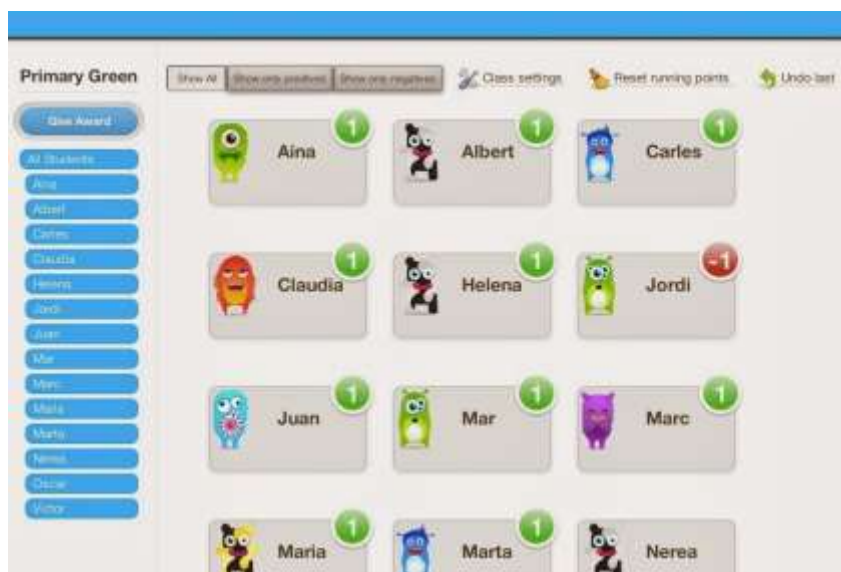 Primary Green
Show All Show only positives Show only negatives Class settings Reset running points Undo last
Give Award
All Students
Aina
Albert
Carles
Claudia
Helena
Jordi
Juan
Mar
Marc
Maria
Marta
Nerea
Oscar
Victor
Aina 1
Albert 1
Carles 1
Claudia 1
Helena 1
Jordi -1
Juan 1
Mar 1
Marc 1
Maria 1
Marta 1
Nerea